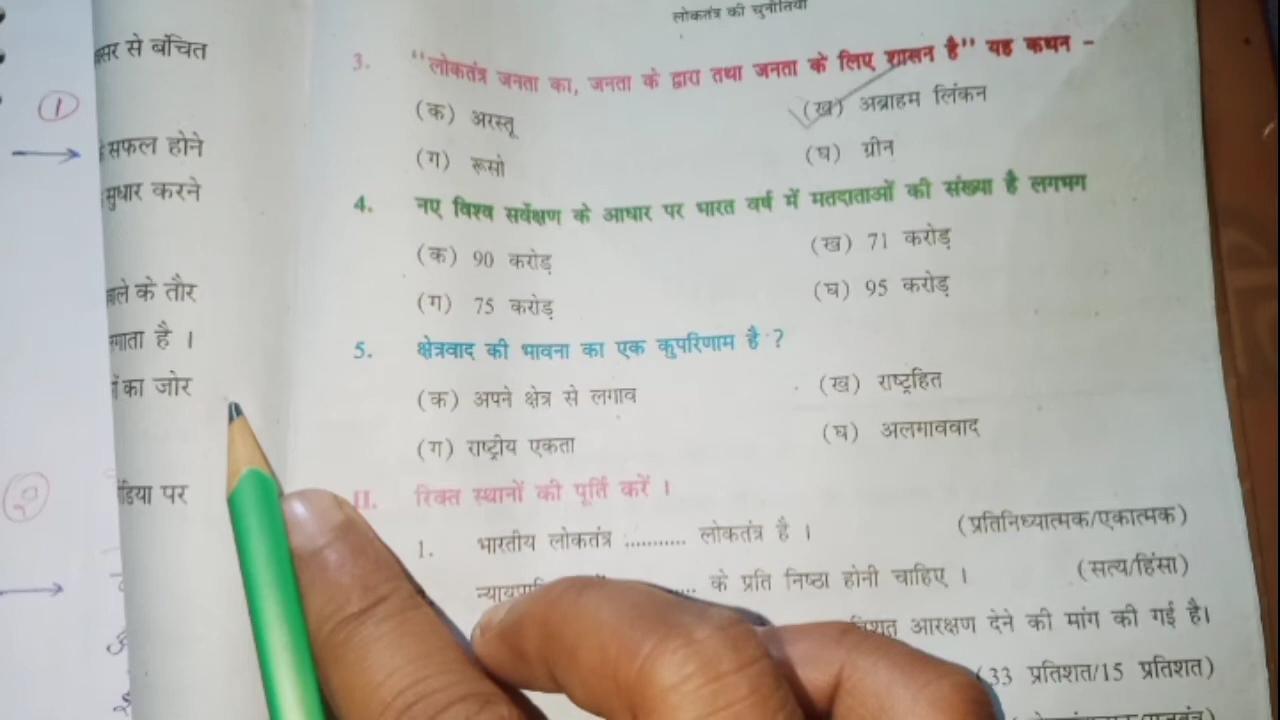 लोकतंत्र की चुनौतियाँ
से बंचित
1
सफल होने
सुधार करने
के तौर
है ।
का जोर
पर
2
3. "लोकतंत्र जनता का, जनता के द्वारा तथा जनता के लिए शासन है" यह कथन -
(क) अरस्तू (ख) अब्राहम लिंकन
(ग) रूसो (घ) ग्रीन
4. नए विश्व सर्वेक्षण के आधार पर भारत वर्ष में मतदाताओं की संख्या है लगभग
(क) 90 करोड़ (ख) 71 करोड़
(ग) 75 करोड़ (घ) 95 करोड़
5. क्षेत्रवाद की भावना का एक कुपरिणाम है ?
(क) अपने क्षेत्र से लगाव (ख) राष्ट्रहित
(ग) राष्ट्रीय एकता (घ) अलगाववाद
II. रिक्त स्थानों की पूर्ति करें ।
1. भारतीय लोकतंत्र ........... लोकतंत्र है । (प्रतिनिध्यात्मक/एकात्मक)
..... के प्रति निष्ठा होनी चाहिए । (सत्य/हिंसा)
आरक्षण देने की मांग की गई है।
(33 प्रतिशत/15 प्रतिशत)